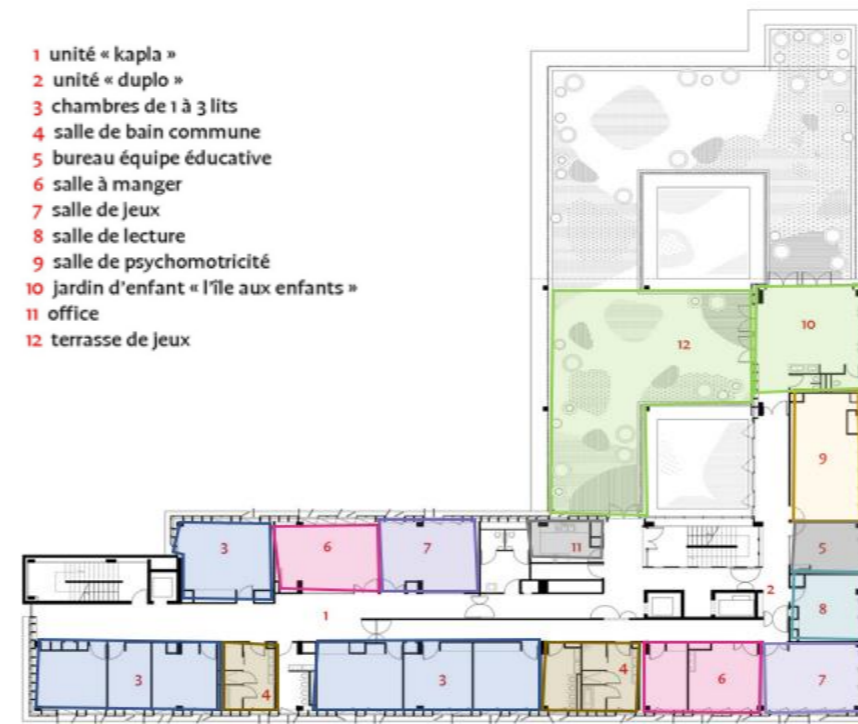 1 unité « kapla »
2 unité « duplo »
3 chambres de 1 à 3 lits
4 salle de bain commune
5 bureau équipe éducative
6 salle à manger
7 salle de jeux
8 salle de lecture
9 salle de psychomotricité
10 jardin d'enfant « l'île aux enfants »
11 office
12 terrasse de jeux
10
12
9
3
6
7
11
5
2
8
1
3
4
3
4
6
7